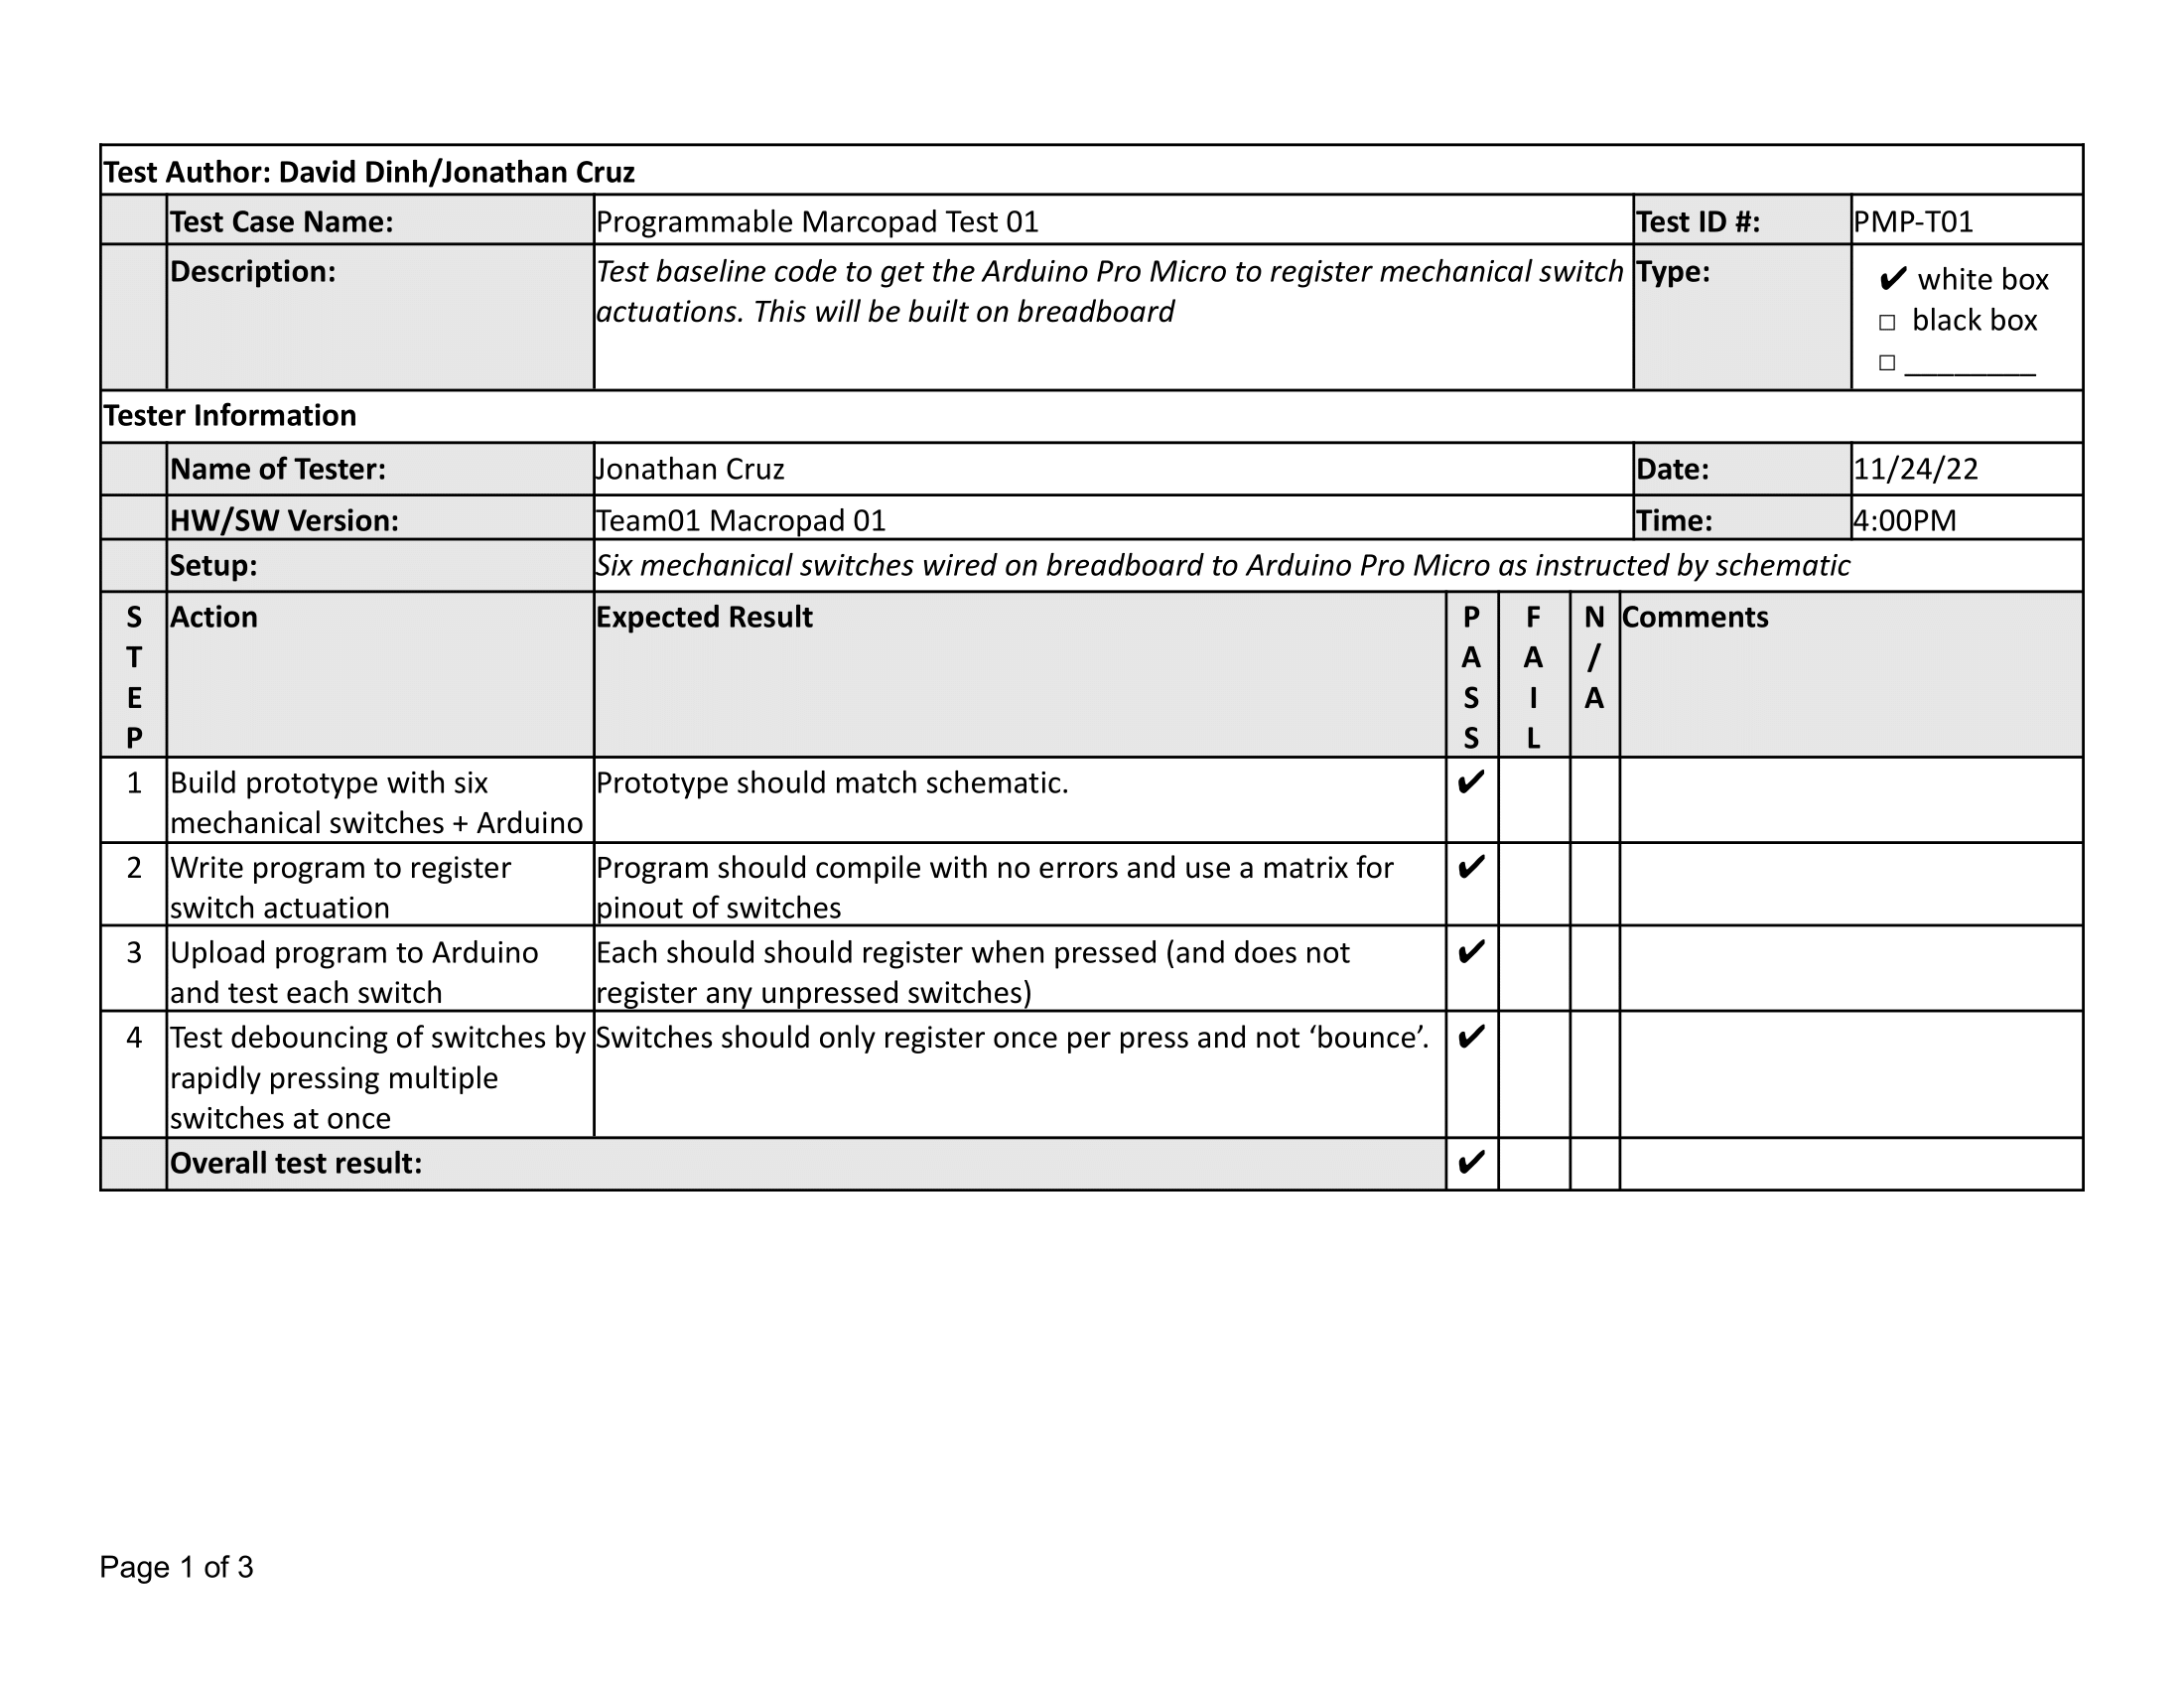 Test Author: David Dinh/Jonathan Cruz
Test Case Name: Programmable Marcopad Test 01 Test ID #: PMP-T01
Description: Test baseline code to get the Arduino Pro Micro to register mechanical switch Type: ✔ white box
actuations. This will be built on breadboard □ black box
□ ________
Tester Information
Name of Tester: Jonathan Cruz Date: 11/24/22
HW/SW Version: Team01 Macropad 01 Time: 4:00PM
Setup: Six mechanical switches wired on breadboard to Arduino Pro Micro as instructed by schematic
STEP Action Expected Result PASS FAIL N/A Comments
1 Build prototype with six Prototype should match schematic. ✔
mechanical switches + Arduino
2 Write program to register Program should compile with no errors and use a matrix for ✔
switch actuation pinout of switches
3 Upload program to Arduino Each should should register when pressed (and does not ✔
and test each switch register any unpressed switches)
4 Test debouncing of switches by Switches should only register once per press and not ‘bounce’. ✔
rapidly pressing multiple
switches at once
Overall test result: ✔
Page 1 of 3